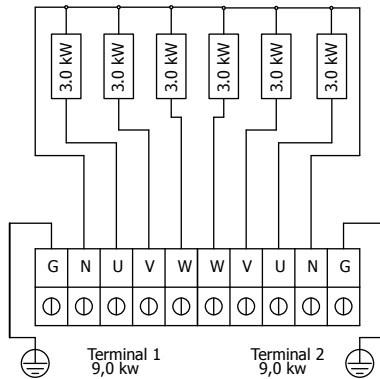 3.0 kW 3.0 kW 3.0 kW 3.0 kW 3.0 kW 3.0 kW
G N U V W W V U N G
Terminal 1 Terminal 2
9,0 kw 9,0 kw